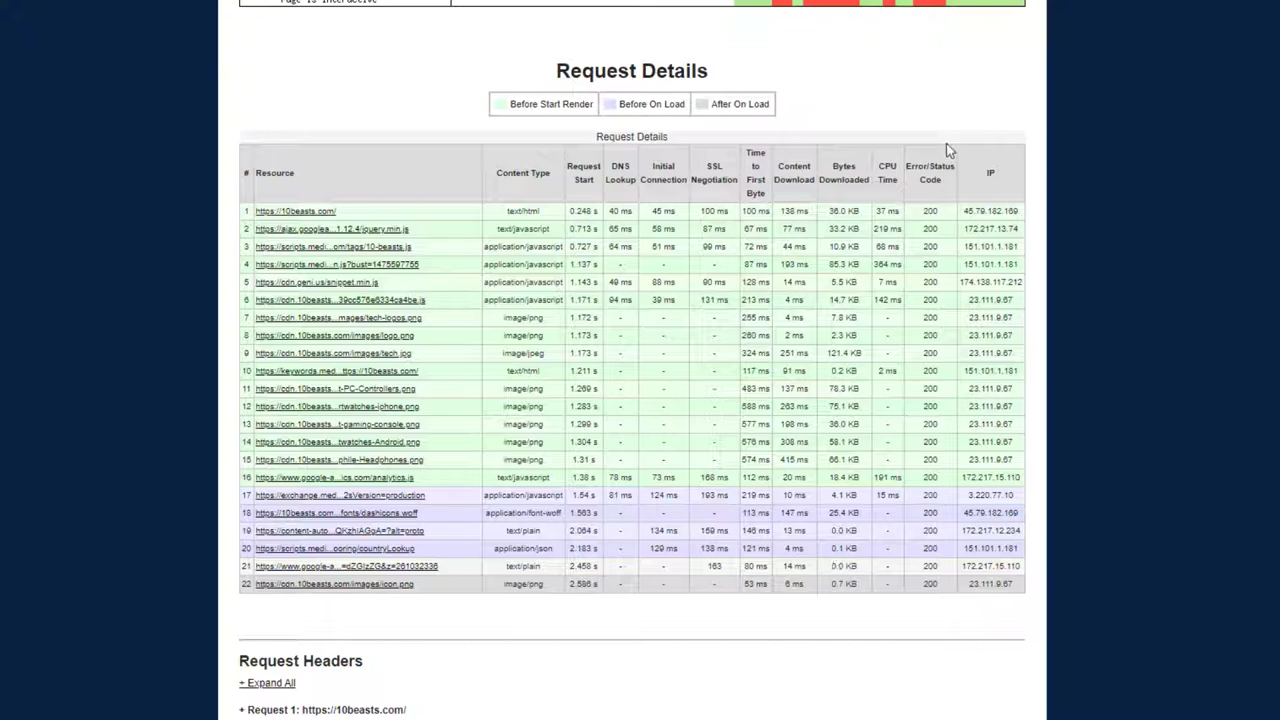 Page is Interactive
Request Details
Before Start Render Before On Load After On Load
Request Details
# Resource Content Type Request Start DNS Lookup Initial Connection SSL Negotiation Time to First Byte Content Download Bytes Downloaded CPU Time Error/Status Code IP
1 https://10beasts.com/ text/html 0.248 s 40 ms 45 ms 100 ms 100 ms 138 ms 36.0 KB 37 ms 200 45.79.182.169
2 https://ajax.googlea...1.12.4/jquery.min.js text/javascript 0.713 s 65 ms 58 ms 87 ms 67 ms 77 ms 33.2 KB 219 ms 200 172.217.13.74
3 https://scripts.medi...om/tags/10-beasts.js application/javascript 0.727 s 64 ms 51 ms 99 ms 72 ms 44 ms 10.9 KB 68 ms 200 151.101.1.181
4 https://scripts.medi...n.js?bust=1475597755 application/javascript 1.137 s - - - 87 ms 193 ms 85.3 KB 364 ms 200 151.101.1.181
5 https://cdn.geni.us/snippet.min.js application/javascript 1.143 s 49 ms 88 ms 90 ms 128 ms 14 ms 5.5 KB 7 ms 200 174.138.117.212
6 https://cdn.10beasts...39cc576e6334ca4be.js application/javascript 1.171 s 94 ms 39 ms 131 ms 213 ms 4 ms 14.7 KB 142 ms 200 23.111.9.67
7 https://cdn.10beasts...mages/tech-logos.png image/png 1.172 s - - - 255 ms 4 ms 7.8 KB - 200 23.111.9.67
8 https://cdn.10beasts.com/images/logo.png image/png 1.173 s - - - 260 ms 2 ms 2.3 KB - 200 23.111.9.67
9 https://cdn.10beasts.com/images/tech.jpg image/jpeg 1.173 s - - - 324 ms 251 ms 121.4 KB - 200 23.111.9.67
10 https://keywords.med...ttps://10beasts.com/ text/html 1.211 s - - - 117 ms 91 ms 0.2 KB 2 ms 200 151.101.1.181
11 https://cdn.10beasts...t-PC-Controllers.png image/png 1.269 s - - - 483 ms 137 ms 78.3 KB - 200 23.111.9.67
12 https://cdn.10beasts...rtwatches-iphone.png image/png 1.283 s - - - 588 ms 263 ms 75.1 KB - 200 23.111.9.67
13 https://cdn.10beasts...t-gaming-console.png image/png 1.299 s - - - 577 ms 198 ms 36.0 KB - 200 23.111.9.67
14 https://cdn.10beasts...twatches-Android.png image/png 1.304 s - - - 576 ms 308 ms 58.1 KB - 200 23.111.9.67
15 https://cdn.10beasts...phile-Headphones.png image/png 1.31 s - - - 574 ms 415 ms 66.1 KB - 200 23.111.9.67
16 https://www.google-a...ics.com/analytics.js text/javascript 1.38 s 78 ms 73 ms 168 ms 112 ms 20 ms 18.4 KB 191 ms 200 172.217.15.110
17 https://exchange.med...2sVersion=production application/javascript 1.54 s 81 ms 124 ms 193 ms 219 ms 10 ms 4.1 KB 15 ms 200 3.220.77.10
18 https://10beasts.com...fonts/dashicons.woff application/font-woff 1.563 s - - - 113 ms 147 ms 25.4 KB - 200 45.79.182.169
19 https://content-auto...QKzhIAGgA=?alt=proto text/plain 2.064 s - 134 ms 159 ms 146 ms 13 ms 0.0 KB - 200 172.217.12.234
20 https://scripts.medi...coring/countryLookup application/json 2.183 s - 129 ms 138 ms 121 ms 4 ms 0.1 KB - 200 151.101.1.181
21 https://www.google-a...=dZGIzZG&z=261032336 text/plain 2.458 s - - 163 80 ms 14 ms 0.0 KB - 200 172.217.15.110
22 https://cdn.10beasts.com/images/icon.png image/png 2.586 s - - - 53 ms 6 ms 0.7 KB - 200 23.111.9.67
Request Headers
+ Expand All
+ Request 1: https://10beasts.com/